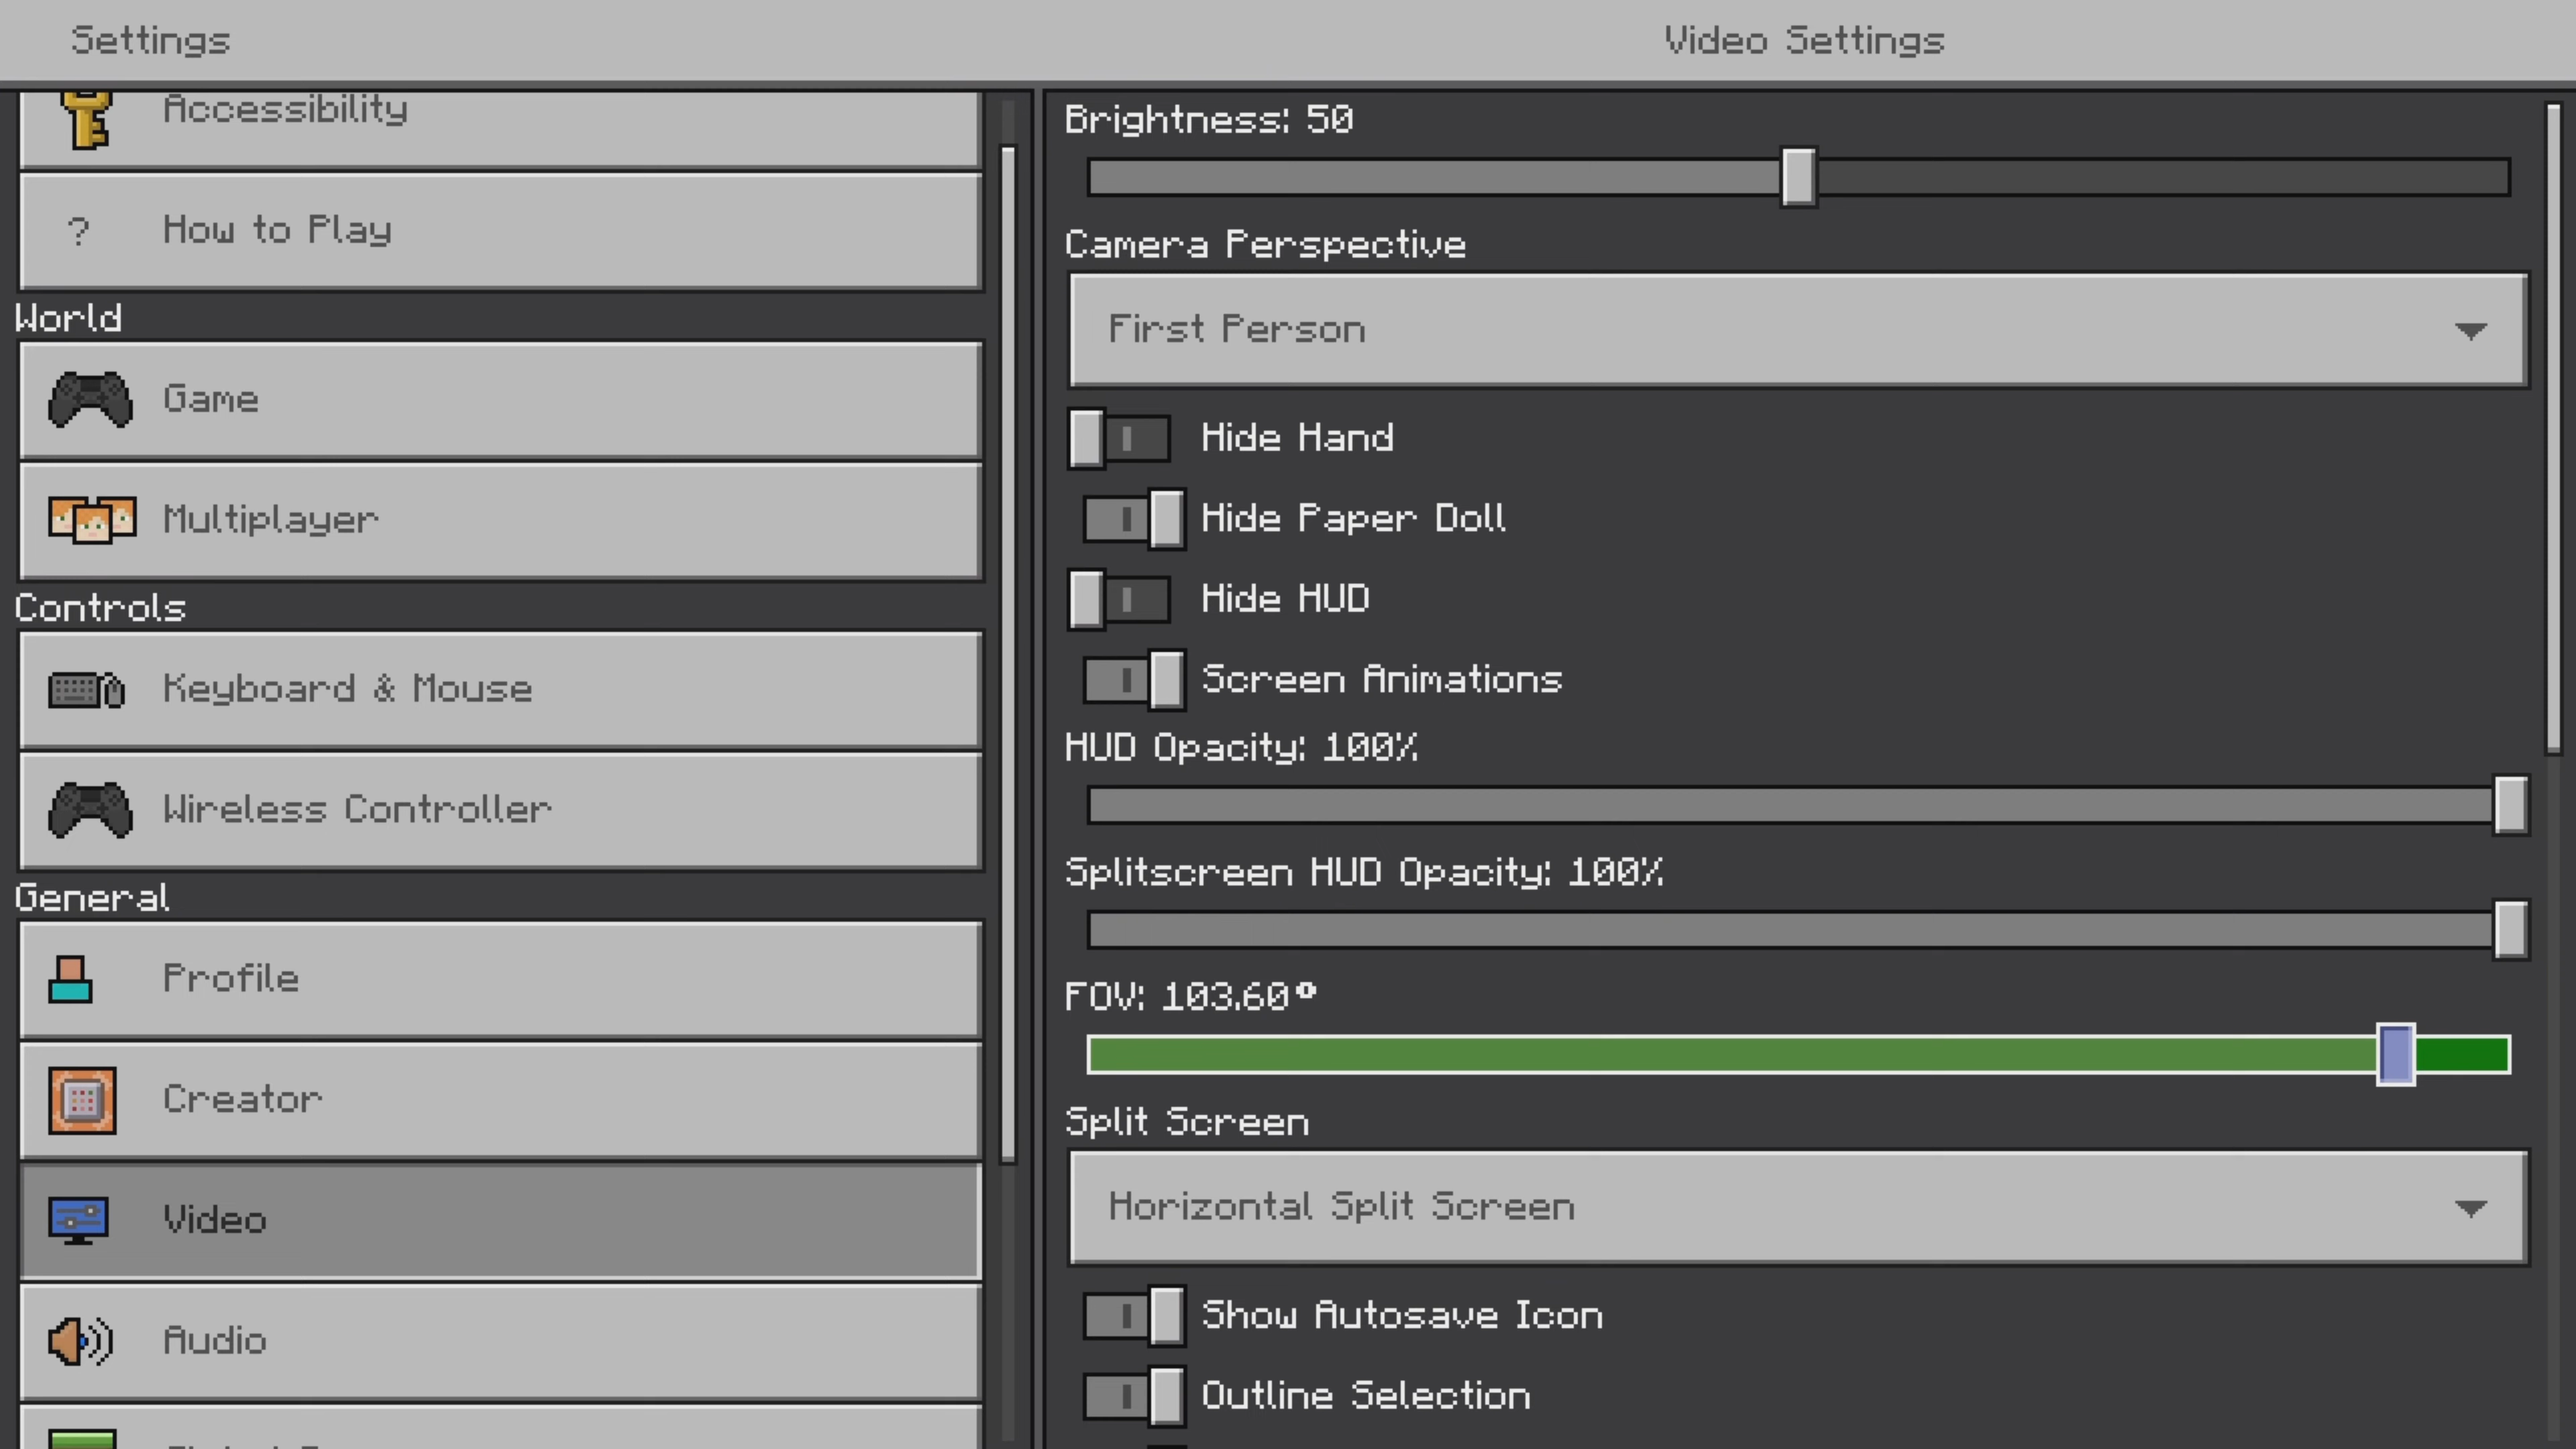 Settings
Video Settings
Accessibility
How to Play
World
Game
Multiplayer
Controls
Keyboard & Mouse
Wireless Controller
General
Profile
Creator
Video
Audio
Brightness: 50
Camera Perspective
First Person
Hide Hand
Hide Paper Doll
Hide HUD
Screen Animations
HUD Opacity: 100%
Splitscreen HUD Opacity: 100%
FOV: 103.60°
Split Screen
Horizontal Split Screen
Show Autosave Icon
Outline Selection